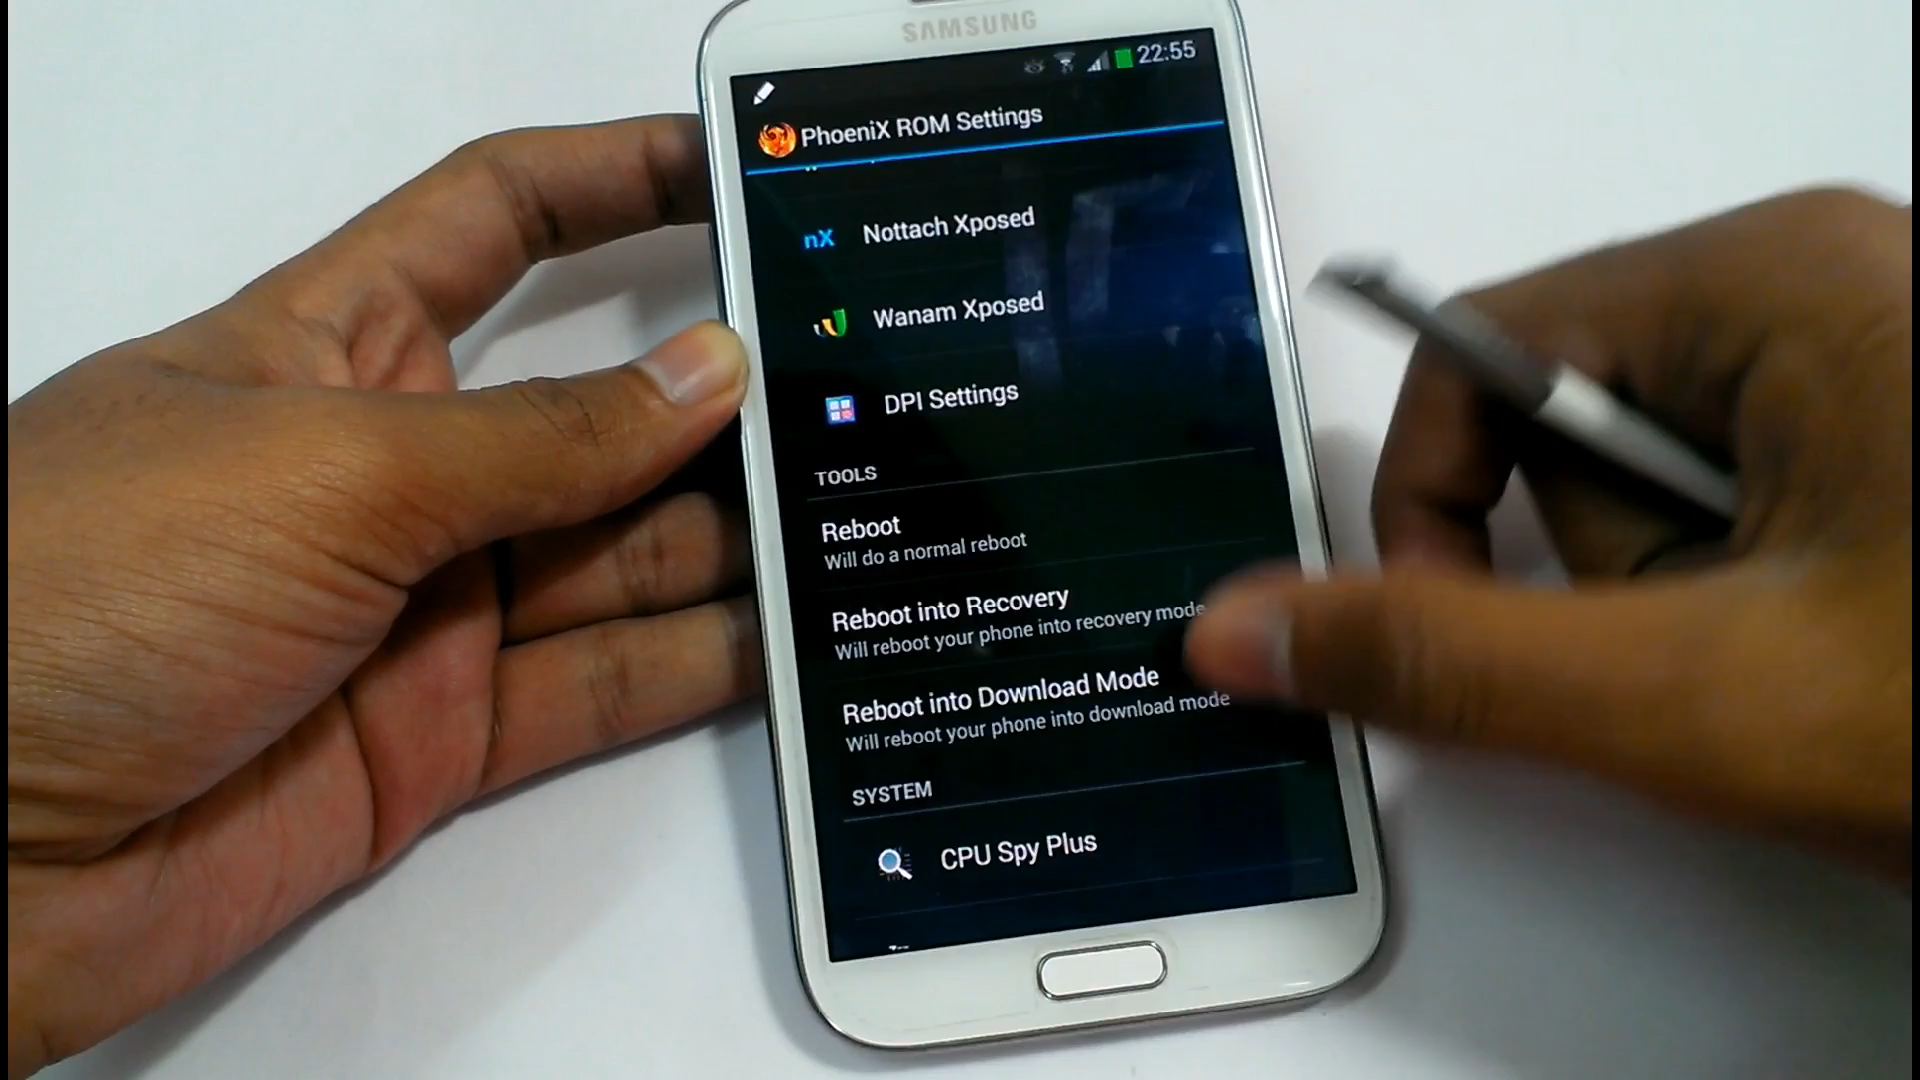 SAMSUNG
22:55
PhoeniX ROM Settings
nX Nottach Xposed
Wanam Xposed
DPI Settings
TOOLS
Reboot
Will do a normal reboot
Reboot into Recovery
Will reboot your phone into recovery mode
Reboot into Download Mode
Will reboot your phone into download mode
SYSTEM
CPU Spy Plus